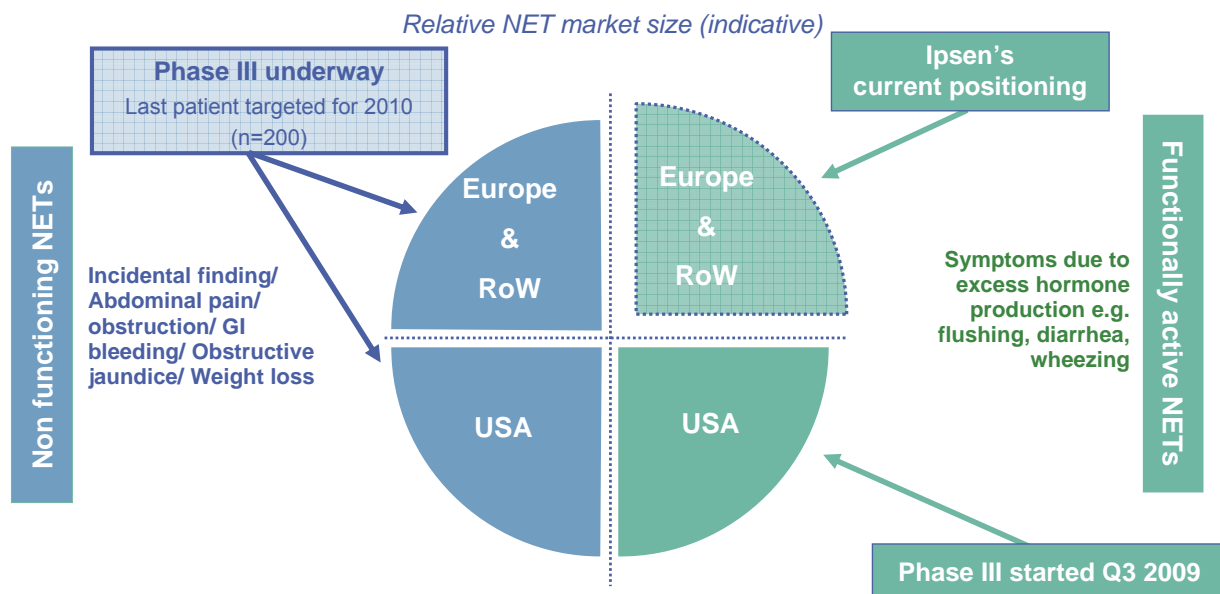 Relative NET market size (indicative)
Phase III underway
Last patient targeted for 2010
(n=200)
Ipsen's
current positioning
Non functioning NETs
Incidental finding/
Abdominal pain/
obstruction/ GI
bleeding/ Obstructive
jaundice/ Weight loss
Europe
&
RoW
Europe
&
RoW
Symptoms due to
excess hormone
production e.g.
flushing, diarrhea,
wheezing
Functionally active NETs
USA
USA
Phase III started Q3 2009